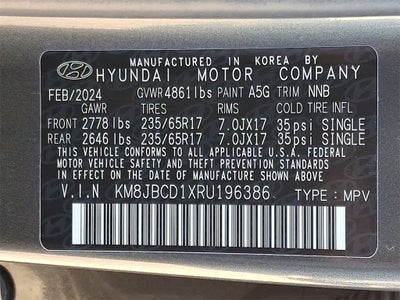 MANUFACTURED IN KOREA BY
HYUNDAI MOTOR COMPANY
FEB/2024 GVWR 4861lbs PAINT A5G TRIM NNB
GAWR TIRES RIMS COLD TIRE INFL
FRONT 2778 lbs 235/65R17 7.0JX17 35psi SINGLE
REAR 2646 lbs 235/65R17 7.0JX17 35psi SINGLE
THIS VEHICLE CONFORMS TO ALL APPLICABLE U.S.A. FEDERAL
MOTOR VEHICLE SAFETY, BUMPER, AND THEFT PREVENTION
STANDARDS IN EFFECT ON THE DATE OF MANUFACTURE SHOWN ABOVE
V.I.N KM8JBCD1XRU196386 TYPE : MPV